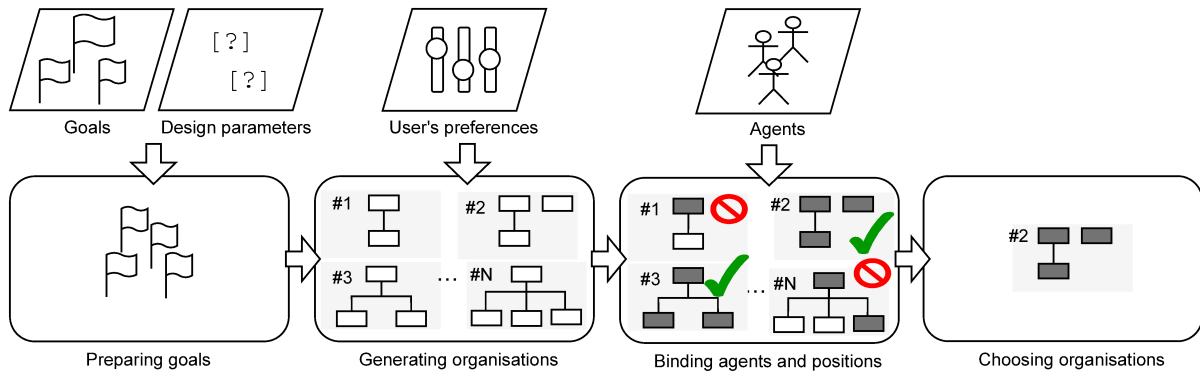 [?]
[?]
Goals
Design parameters
User's preferences
Agents
#1
#2
#3
...
#N
#1
#2
#3
...
#N
#2
Preparing goals
Generating organisations
Binding agents and positions
Choosing organisations